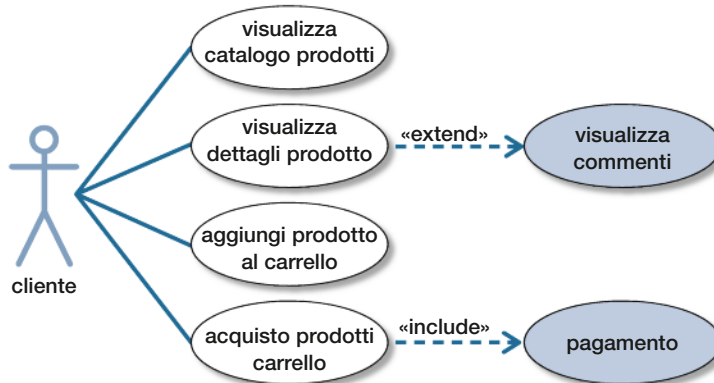 visualizza
catalogo prodotti
visualizza
dettagli prodotto
«extend»
visualizza
commenti
aggiungi prodotto
al carrello
cliente
acquisto prodotti
carrello
«include»
pagamento